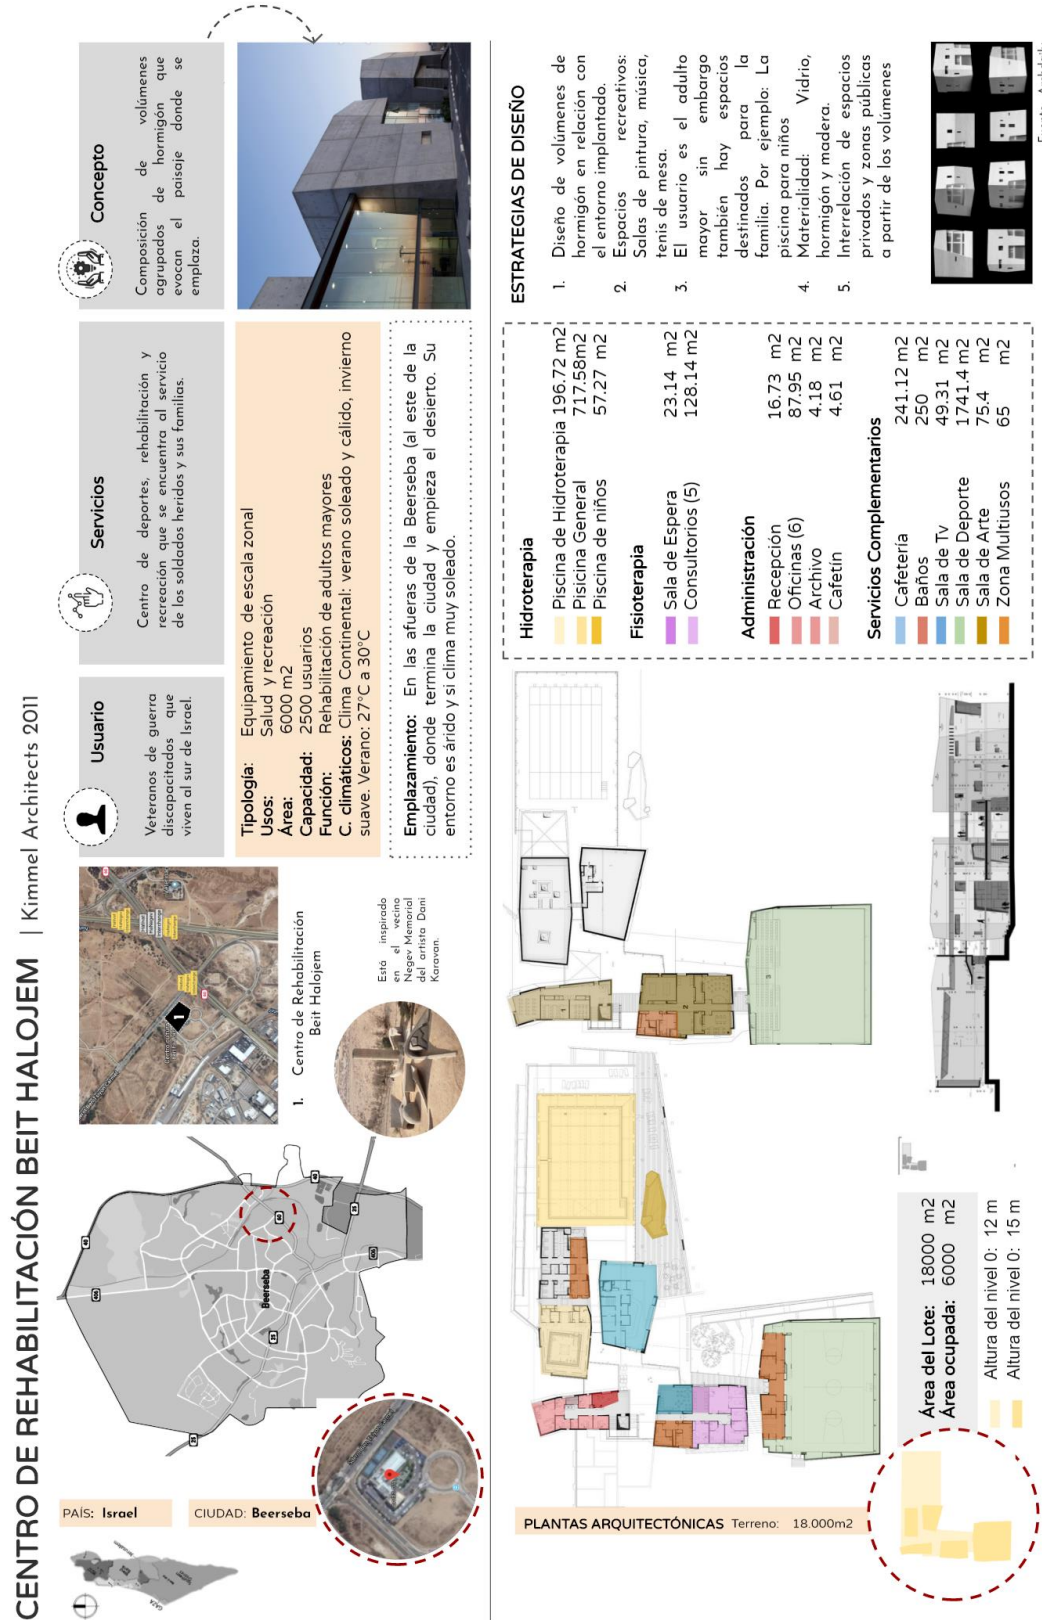 CENTRO DE REHABILITACIÓN BEIT HALOJEM | Kimmel Architects 2011
PAÍS: Israel
CIUDAD: Beerseba
GAZA
Beerseba
40
406
25
60
40
25
406
25
1
1. Centro de Rehabilitación
Beit Halojem
Está inspirado
en el vecino
Negev Memorial
del artista Dani
Karavan.
Usuario
Veteranos de guerra
discapacitados que
viven al sur de Israel.
Servicios
Centro de deportes, rehabilitación y
recreación que se encuentra al servicio
de los soldados heridos y sus familias.
Concepto
Composición de volúmenes
agrupados de hormigón que
evocan el paisaje donde se
emplaza.
Tipología: Equipamiento de escala zonal
Usos: Salud y recreación
Área: 6000 m2
Capacidad: 2500 usuarios
Función: Rehabilitación de adultos mayores
C. climáticos: Clima Continental: verano soleado y cálido, invierno
suave. Verano: 27°C a 30°C
Emplazamiento: En las afueras de la Beerseba (al este de la
ciudad), donde termina la ciudad y empieza el desierto. Su
entorno es árido y si clima muy soleado.
PLANTAS ARQUITECTÓNICAS Terreno: 18.000m2
Área del Lote: 18000 m2
Área ocupada: 6000 m2
Altura del nivel 0: 12 m
Altura del nivel 0: 15 m
Hidroterapia
Piscina de Hidroterapia 196.72 m2
Psicina General 717.58m2
Piscina de niños 57.27 m2
Fisioterapia
Sala de Espera 23.14 m2
Consultorios (5) 128.14 m2
Administración
Recepción 16.73 m2
Oficinas (6) 87.95 m2
Archivo 4.18 m2
Cafetín 4.61 m2
Servicios Complementarios
Cafetería 241.12 m2
Baños 250 m2
Sala de Tv 49.31 m2
Sala de Deporte 1741.4 m2
Sala de Arte 75.4 m2
Zona Multiusos 65 m2
ESTRATEGIAS DE DISEÑO
1. Diseño de volúmenes de
hormigón en relación con
el entorno implantado.
2. Espacios recreativos:
Salas de pintura, música,
tenis de mesa.
3. El usuario es el adulto
mayor sin embargo
también hay espacios
destinados para la
familia. Por ejemplo: La
piscina para niños
4. Materialidad: Vidrio,
hormigón y madera.
5. Interrelación de espacios
privados y zonas públicas
a partir de los volúmenes